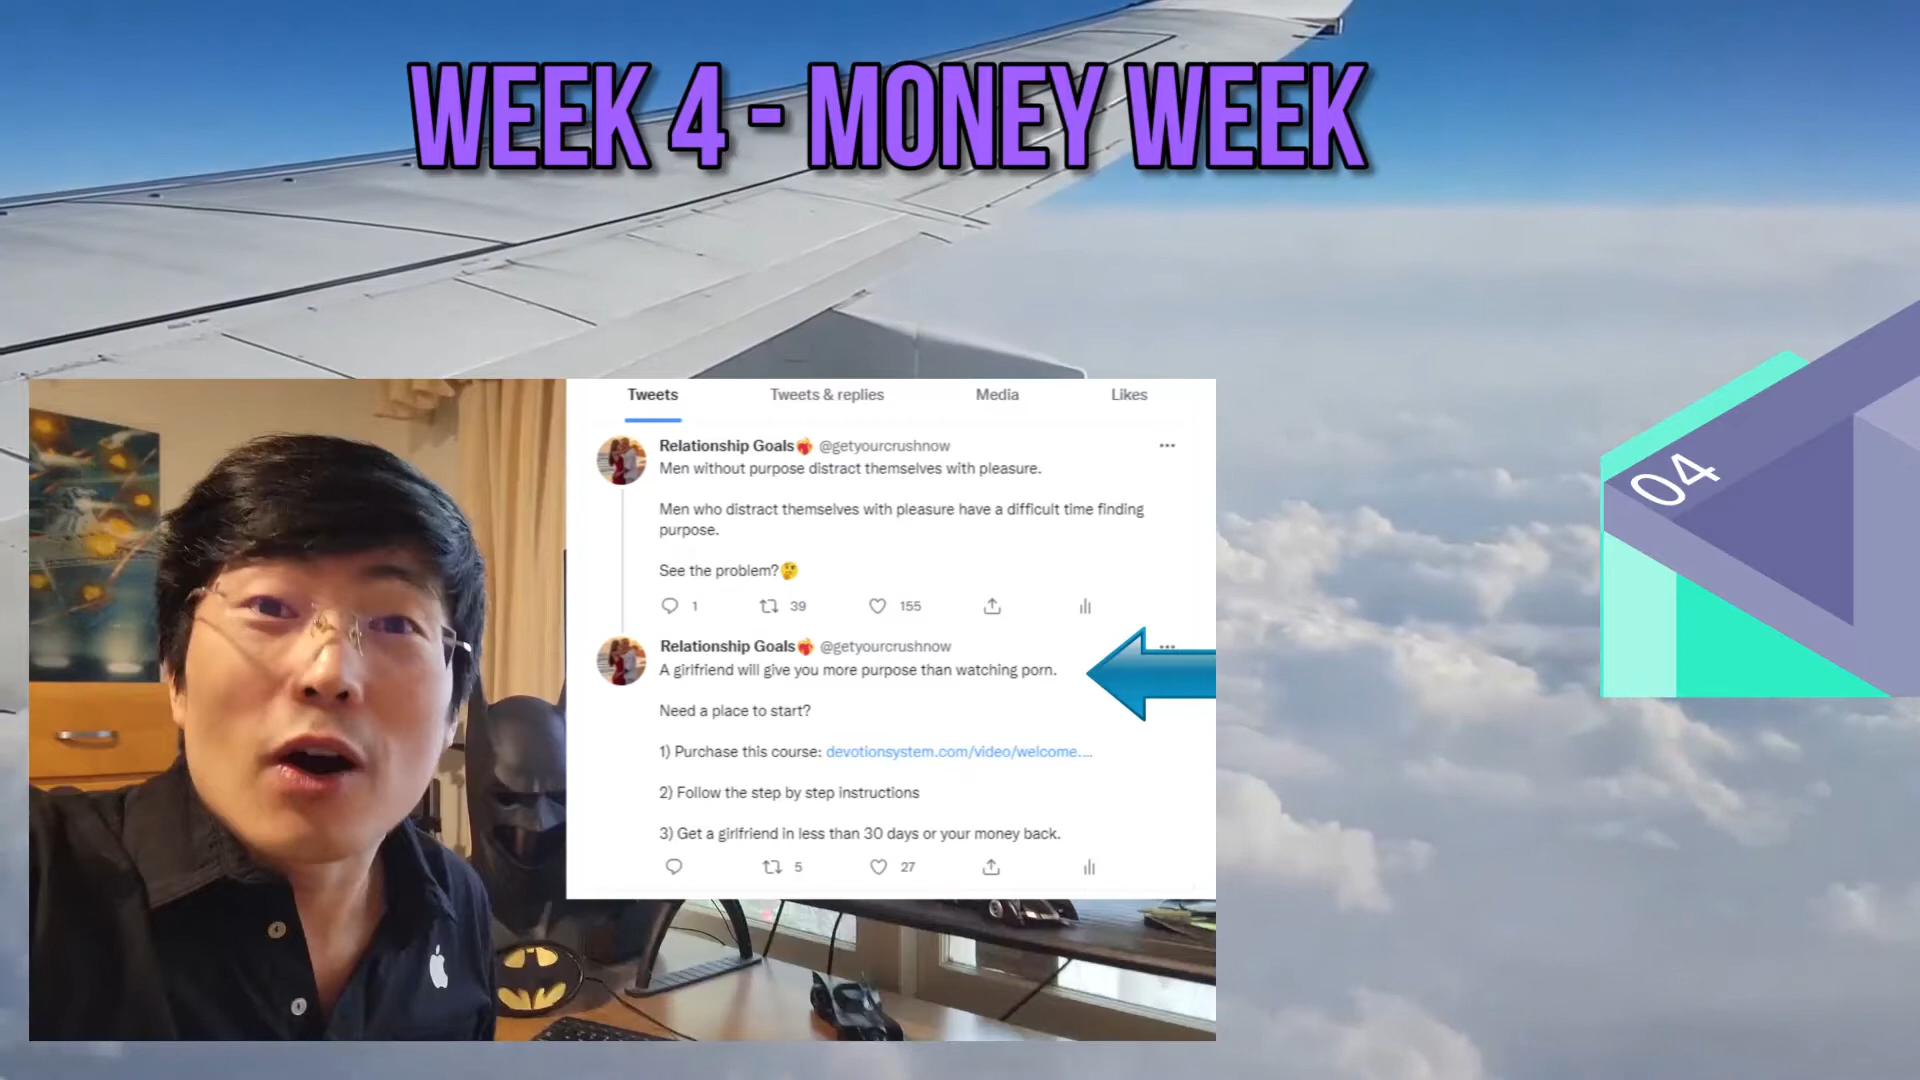 WEEK 4 - MONEY WEEK
Tweets Tweets & replies Media Likes
Relationship Goals❤️‍🔥 @getyourcrushnow
Men without purpose distract themselves with pleasure.
Men who distract themselves with pleasure have a difficult time finding
purpose.
See the problem?🤔
1 39 155
Relationship Goals❤️‍🔥 @getyourcrushnow
A girlfriend will give you more purpose than watching porn.
Need a place to start?
1) Purchase this course: devotionsystem.com/video/welcome....
2) Follow the step by step instructions
3) Get a girlfriend in less than 30 days or your money back.
5 27
04